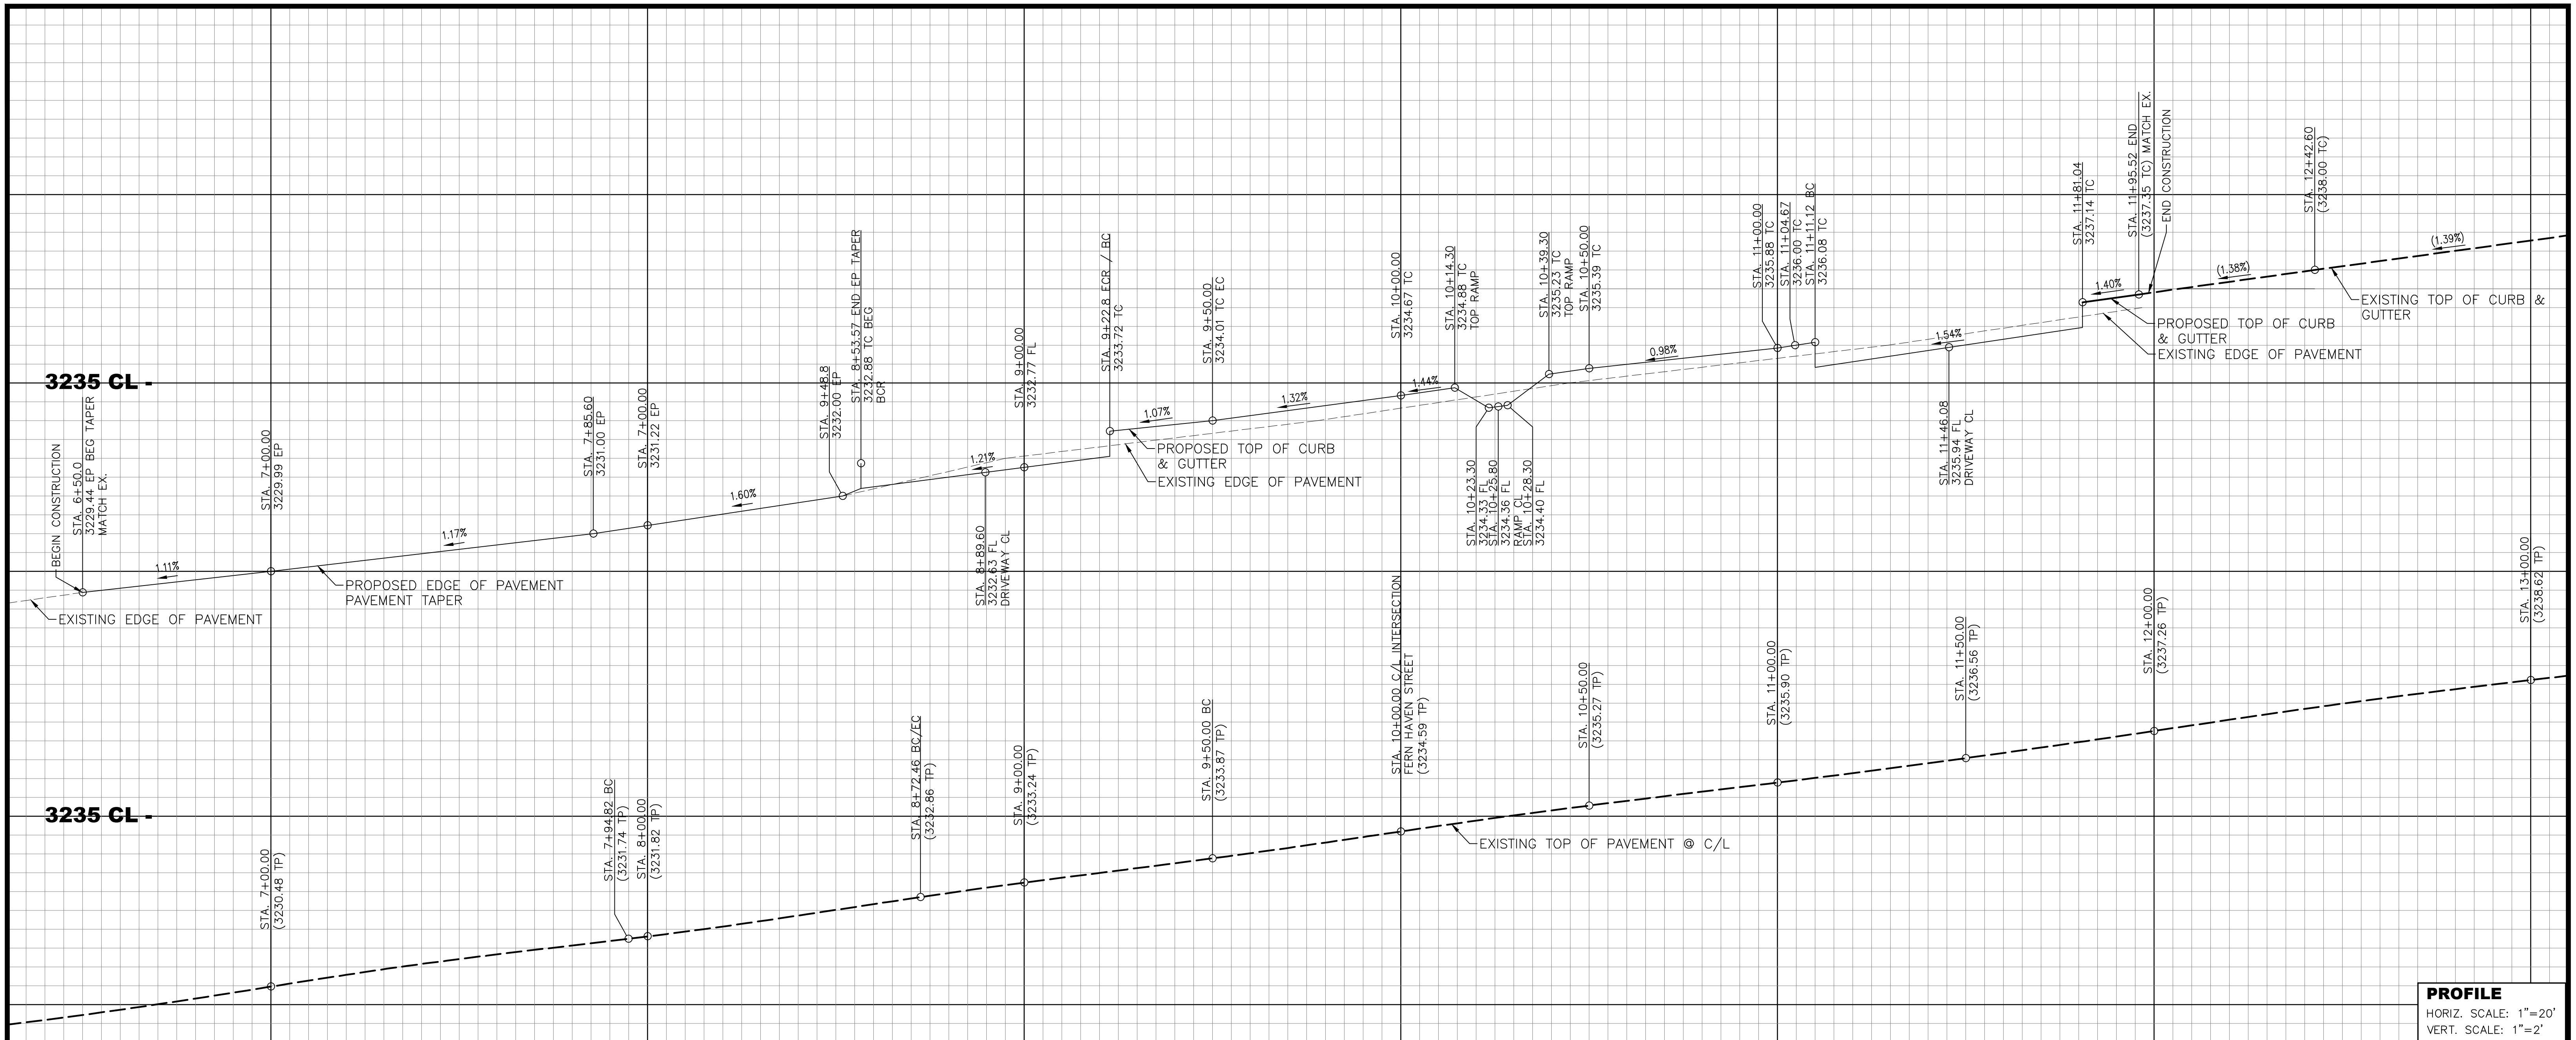 3235 CL -
BEGIN CONSTRUCTION
STA. 6+50.0
3229.44 EP BEG TAPER
MATCH EX.
EXISTING EDGE OF PAVEMENT
1.11%
STA. 7+00.00
3229.99 EP
PROPOSED EDGE OF PAVEMENT
PAVEMENT TAPER
1.17%
STA. 7+85.60
3231.00 EP
STA. 7+00.00
3231.22 EP
1.60%
STA. 9+48.8
3232.00 EP
STA. 8+53.57 END EP TAPER
3232.88 TC BEG
BCR
STA. 8+89.60
3232.63 FL
DRIVEWAY CL
1.21%
STA. 9+00.00
3232.77 FL
STA. 9+22.8 ECR / BC
3233.72 TC
1.07%
PROPOSED TOP OF CURB
& GUTTER
EXISTING EDGE OF PAVEMENT
STA. 9+50.00
3234.01 TC EC
1.32%
STA. 10+00.00
3234.67 TC
1.44%
STA. 10+14.30
3234.88 TC
TOP RAMP
STA. 10+23.30
3234.33 FL
STA. 10+25.80
3234.36 FL
RAMP CL
STA. 10+28.30
3234.40 FL
STA. 10+39.30
3235.23 TC
TOP RAMP
STA. 10+50.00
3235.39 TC
0.98%
STA. 11+00.00
3235.88 TC
STA. 11+04.67
3236.00 TC
STA. 11+11.12 BC
3236.08 TC
1.54%
STA. 11+46.08
3235.94 FL
DRIVEWAY CL
STA. 11+81.04
3237.14 TC
1.40%
STA. 11+95.52 END
(3237.35 TC) MATCH EX.
END CONSTRUCTION
PROPOSED TOP OF CURB
& GUTTER
EXISTING EDGE OF PAVEMENT
(1.38%)
STA. 12+42.60
(3238.00 TC)
EXISTING TOP OF CURB &
GUTTER
(1.39%)
3235 CL -
STA. 7+00.00
(3230.48 TP)
STA. 7+94.82 BC
(3231.74 TP)
STA. 8+00.00
(3231.82 TP)
STA. 8+72.46 BC/EC
(3232.86 TP)
STA. 9+00.00
(3233.24 TP)
STA. 9+50.00 BC
(3233.87 TP)
STA. 10+00.00 C/L INTERSECTION
FERN HAVEN STREET
(3234.59 TP)
EXISTING TOP OF PAVEMENT @ C/L
STA. 10+50.00
(3235.27 TP)
STA. 11+00.00
(3235.90 TP)
STA. 11+50.00
(3236.56 TP)
STA. 12+00.00
(3237.26 TP)
STA. 13+00.00
(3238.62 TP)
PROFILE
HORIZ. SCALE: 1"=20'
VERT. SCALE: 1"=2'